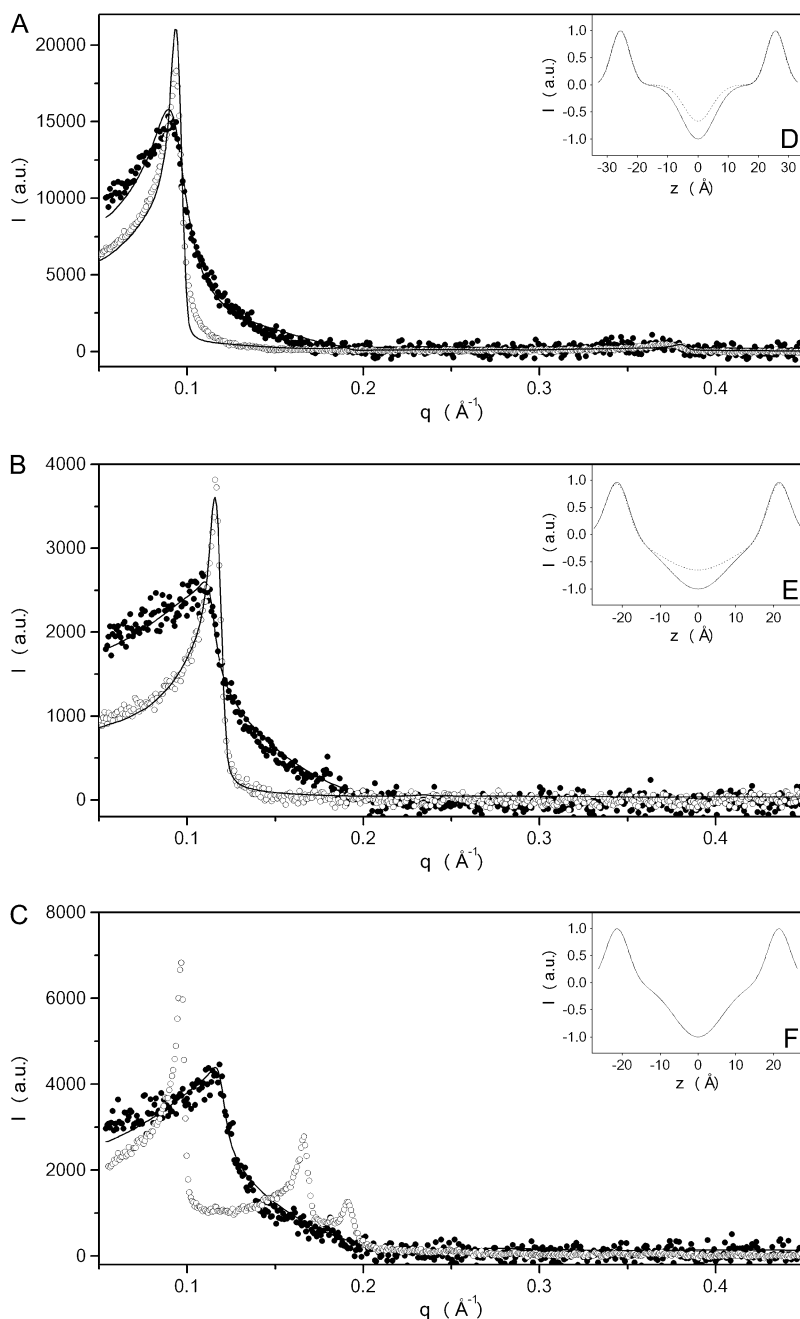 A
20000
15000
10000
5000
0
I (a.u.)
0.1 0.2 0.3 0.4
q (Å-1)
1.0
0.5
0.0
-0.5
-1.0
I (a.u.)
-30 -20 -10 0 10 20 30
z (Å)
D
B
4000
3000
2000
1000
0
I (a.u.)
0.1 0.2 0.3 0.4
q (Å-1)
1.0
0.5
0.0
-0.5
-1.0
I (a.u.)
-20 -10 0 10 20
z (Å)
E
C
8000
6000
4000
2000
0
I (a.u.)
0.1 0.2 0.3 0.4
q (Å-1)
1.0
0.5
0.0
-0.5
-1.0
I (a.u.)
-20 -10 0 10 20
z (Å)
F